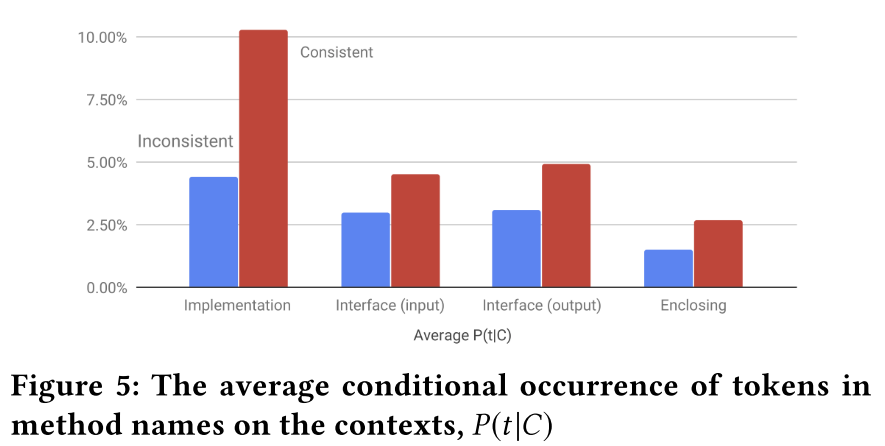 10.00%
Consistent
7.50%
Inconsistent
5.00%
2.50%
0.00%
Implementation Interface (input) Interface (output) Enclosing
Average P(t|C)
Figure 5: The average conditional occurrence of tokens in
method names on the contexts, P(t|C)